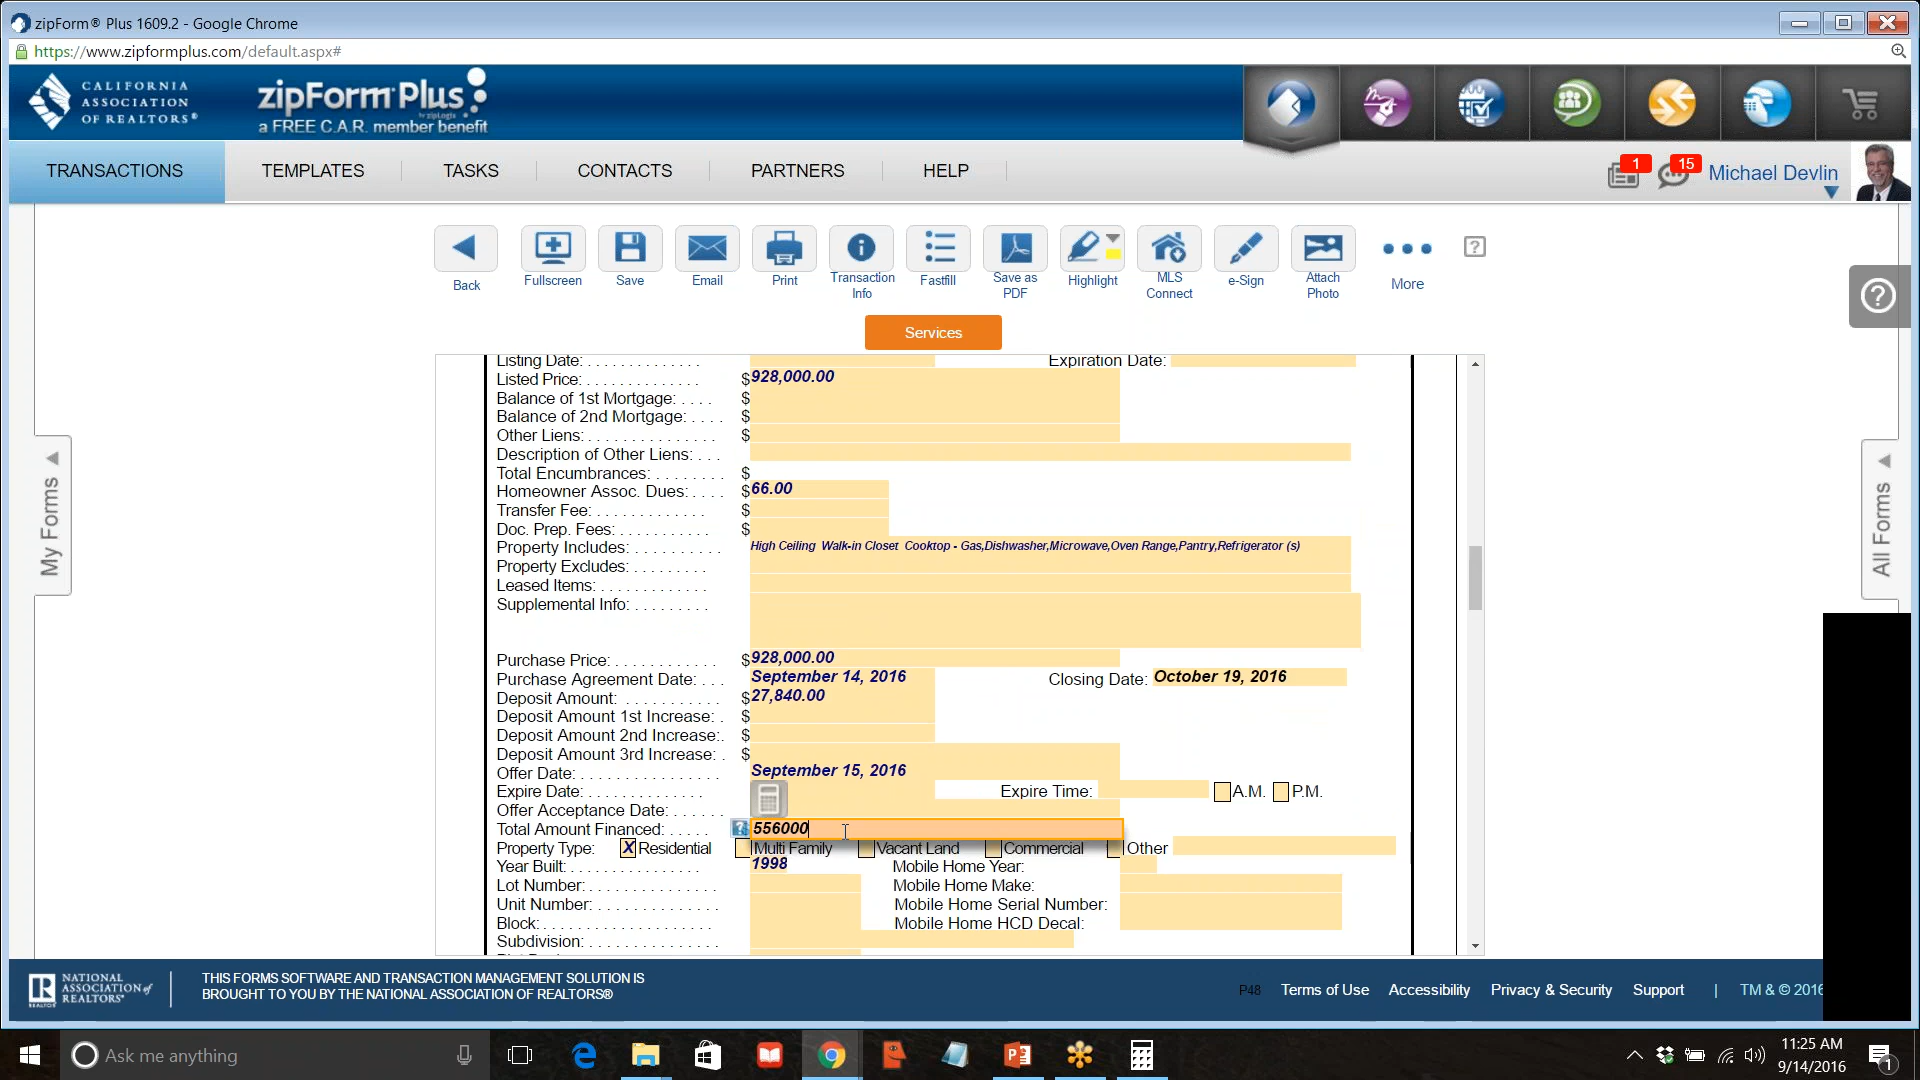 zipForm® Plus 1609.2 - Google Chrome
https://www.zipformplus.com/default.aspx#
CALIFORNIA
ASSOCIATION
OF REALTORS®
zipForm Plus
by zipLogix
a FREE C.A.R. member benefit
TRANSACTIONS TEMPLATES TASKS CONTACTS PARTNERS HELP
1 15 Michael Devlin
Back Fullscreen Save Email Print Transaction Info Fastfill Save as PDF Highlight MLS Connect e-Sign Attach Photo More
Services
Listing Date: Expiration Date:
Listed Price: $928,000.00
Balance of 1st Mortgage: $
Balance of 2nd Mortgage: $
Other Liens: $
Description of Other Liens:
Total Encumbrances: $
Homeowner Assoc. Dues: $66.00
Transfer Fee: $
Doc. Prep. Fees: $
Property Includes: High Ceiling Walk-in Closet Cooktop - Gas,Dishwasher,Microwave,Oven Range,Pantry,Refrigerator (s)
Property Excludes:
Leased Items:
Supplemental Info:
Purchase Price: $928,000.00
Purchase Agreement Date: September 14, 2016 Closing Date: October 19, 2016
Deposit Amount: $27,840.00
Deposit Amount 1st Increase: $
Deposit Amount 2nd Increase: $
Deposit Amount 3rd Increase: $
Offer Date: September 15, 2016
Expire Date: Expire Time: A.M. P.M.
Offer Acceptance Date:
Total Amount Financed: 556000
Property Type: X Residential Multi Family Vacant Land Commercial Other
Year Built: 1998 Mobile Home Year:
Lot Number: Mobile Home Make:
Unit Number: Mobile Home Serial Number:
Block: Mobile Home HCD Decal:
Subdivision:
My Forms
All Forms
NATIONAL
ASSOCIATION of
REALTORS®
REALTOR
THIS FORMS SOFTWARE AND TRANSACTION MANAGEMENT SOLUTION IS
BROUGHT TO YOU BY THE NATIONAL ASSOCIATION OF REALTORS®
P48 Terms of Use Accessibility Privacy & Security Support | TM & © 2016
Ask me anything
11:25 AM
9/14/2016
1